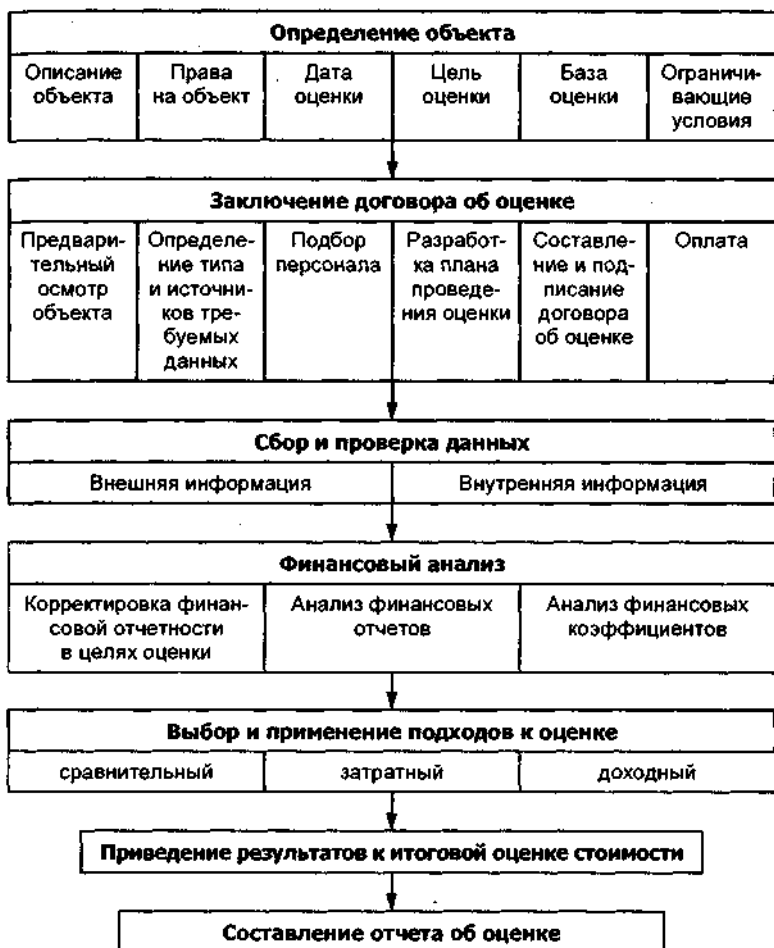 Определение объекта
Описание
объекта
Права
на объект
Дата
оценки
Цель
оценки
База
оценки
Ограничи-
вающие
условия
Заключение договора об оценке
Предвари-
тельный
осмотр
объекта
Определе-
ние типа
и источни-
ков тре-
буемых
данных
Подбор
персонала
Разработ-
ка плана
проведе-
ния оценки
Составле-
ние и под-
писание
договора
об оценке
Оплата
Сбор и проверка данных
Внешняя информация
Внутренняя информация
Финансовый анализ
Корректировка финан-
совой отчетности
в целях оценки
Анализ финансовых
отчетов
Анализ финансовых
коэффициентов
Выбор и применение подходов к оценке
сравнительный
затратный
доходный
Приведение результатов к итоговой оценке стоимости
Составление отчета об оценке